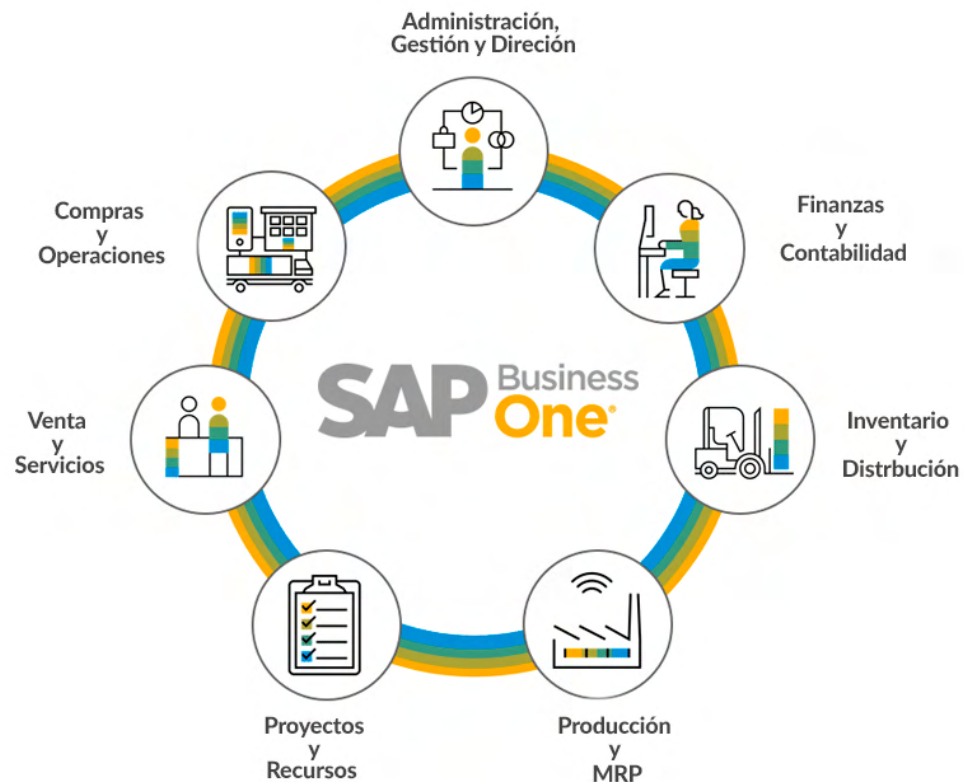 Administración,
Gestión y Direción
Compras
y
Operaciones
Finanzas
y
Contabilidad
SAP Business
One
Venta
y
Servicios
Inventario
y
Distrbución
Proyectos
y
Recursos
Producción
y
MRP